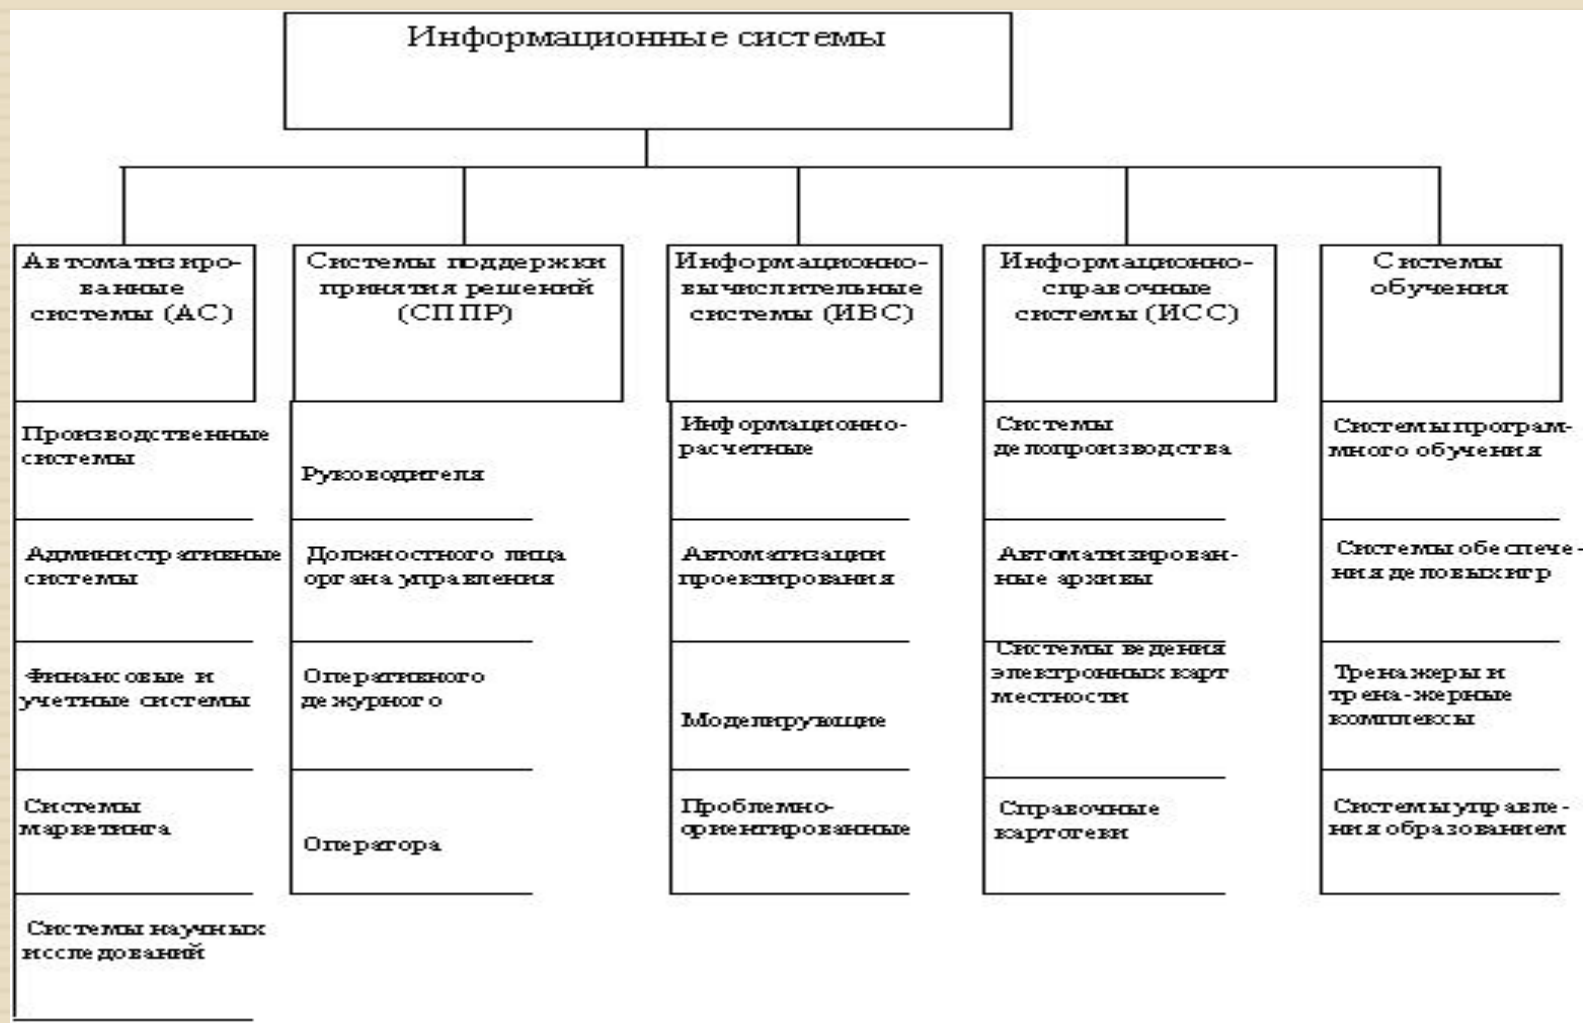 Информационные системы
Автоматизиро-
ванные
системы (АС)
Производственные
системы
Административные
системы
Финансовые и
учетные системы
Системы
маркетинга
Системы научных
исследований
Системы поддержки
принятия решений
(СППР)
Руководителя
Должностного лица
органа управления
Оперативного
дежурного
Оператора
Информационно-
вычислительные
системы (ИВС)
Информационно-
расчетные
Автоматизации
проектирования
Моделирующие
Проблемно-
ориентированные
Информационно-
справочные
системы (ИСС)
Системы
делопроизводства
Автоматизирован-
ные архивы
Системы ведения
электронных карт
местности
Справочные
картотеки
Системы
обучения
Системы програм-
много обучения
Системы обеспече-
ния деловых игр
Тренажеры и
трена-жерные
комплексы
Системы управле-
ния образованием